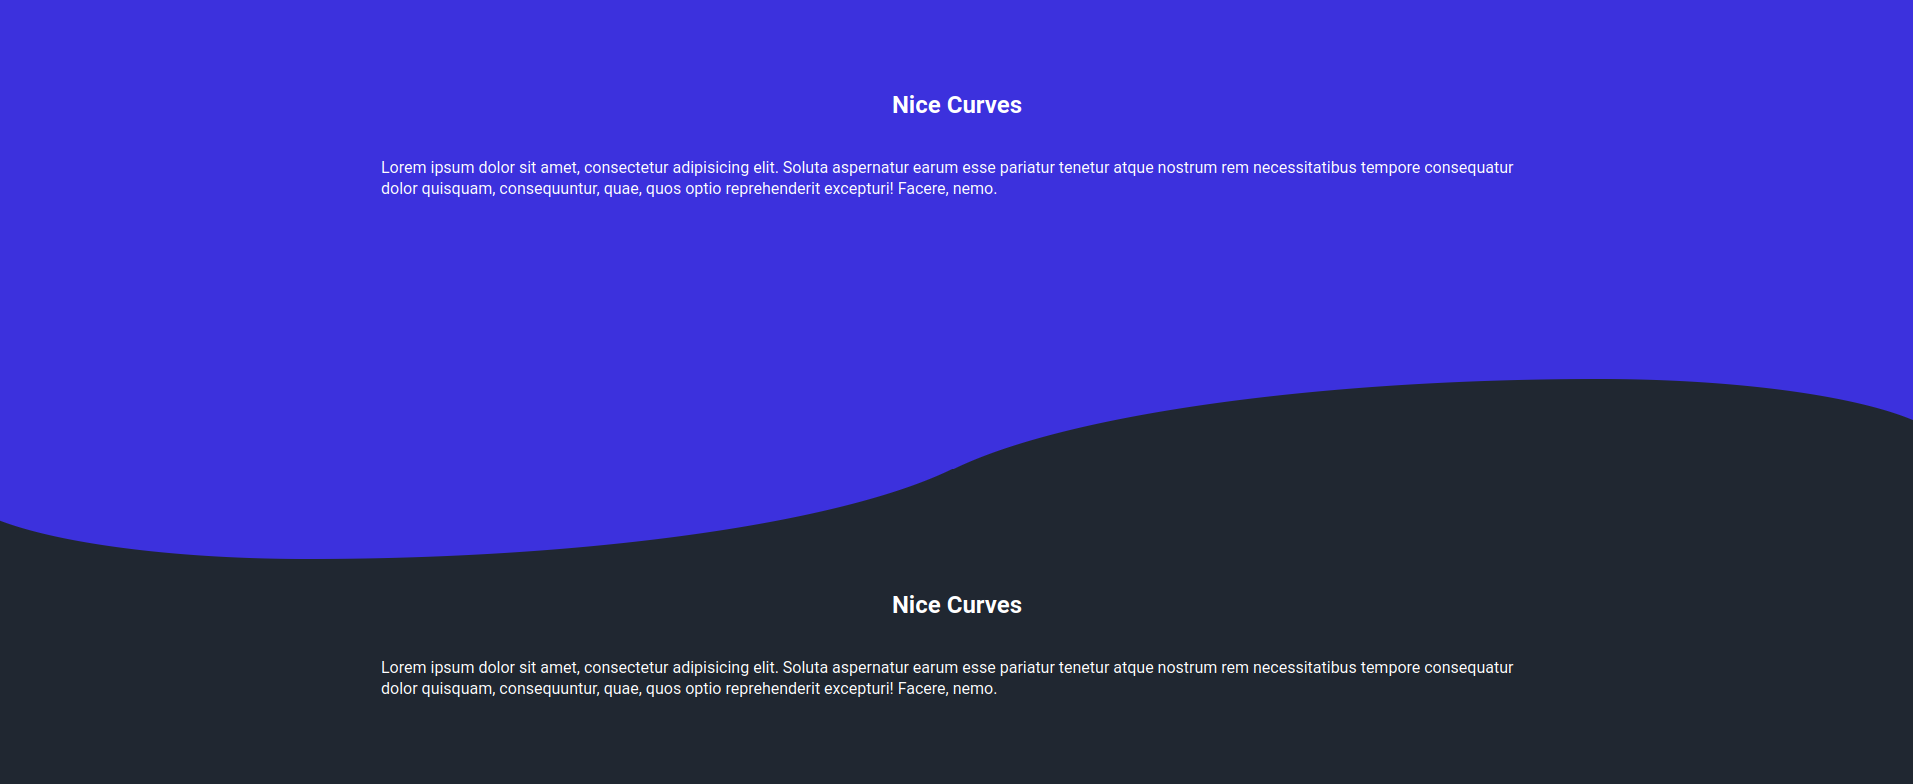 Nice Curves
Lorem ipsum dolor sit amet, consectetur adipisicing elit. Soluta aspernatur earum esse pariatur tenetur atque nostrum rem necessitatibus tempore consequatur
dolor quisquam, consequuntur, quae, quos optio reprehenderit excepturi! Facere, nemo.
Nice Curves
Lorem ipsum dolor sit amet, consectetur adipisicing elit. Soluta aspernatur earum esse pariatur tenetur atque nostrum rem necessitatibus tempore consequatur
dolor quisquam, consequuntur, quae, quos optio reprehenderit excepturi! Facere, nemo.